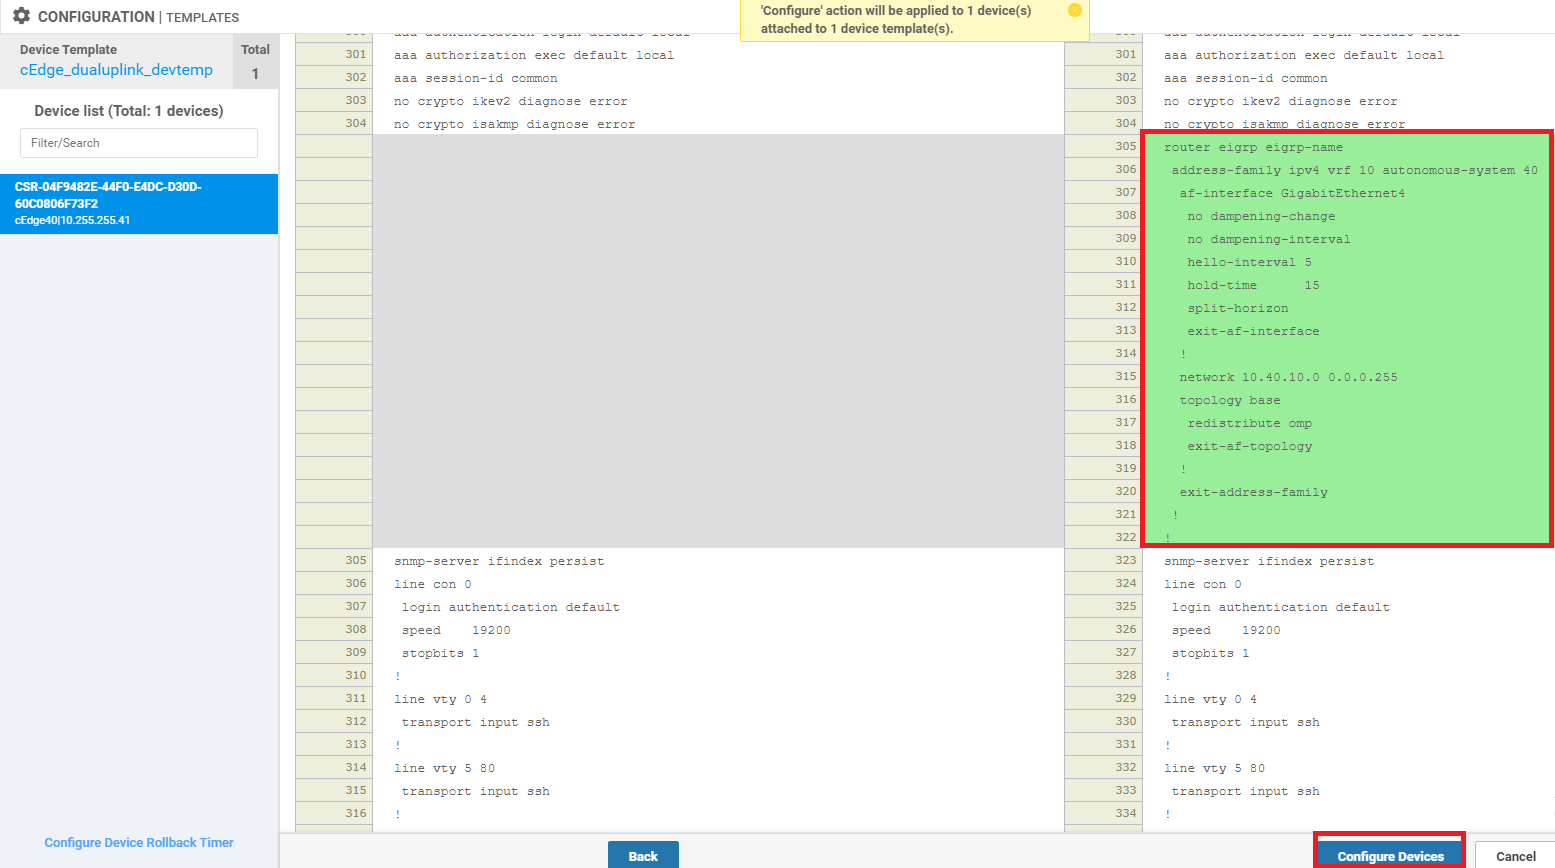 CONFIGURATION | TEMPLATES
'Configure' action will be applied to 1 device(s)
attached to 1 device template(s).
Device Template
cEdge_dualuplink_devtemp
Total
1
Device list (Total: 1 devices)
Filter/Search
CSR-04F9482E-44F0-E4DC-D30D-
60C0806F73F2
cEdge40|10.255.255.41
Configure Device Rollback Timer
300 aaa authentication login default local
301 aaa authorization exec default local
302 aaa session-id common
303 no crypto ikev2 diagnose error
304 no crypto isakmp diagnose error
305 snmp-server ifindex persist
306 line con 0
307 login authentication default
308 speed 19200
309 stopbits 1
310 !
311 line vty 0 4
312 transport input ssh
313 !
314 line vty 5 80
315 transport input ssh
316 !
300 aaa authentication login default local
301 aaa authorization exec default local
302 aaa session-id common
303 no crypto ikev2 diagnose error
304 no crypto isakmp diagnose error
305 router eigrp eigrp-name
306 address-family ipv4 vrf 10 autonomous-system 40
307 af-interface GigabitEthernet4
308 no dampening-change
309 no dampening-interval
310 hello-interval 5
311 hold-time 15
312 split-horizon
313 exit-af-interface
314 !
315 network 10.40.10.0 0.0.0.255
316 topology base
317 redistribute omp
318 exit-af-topology
319 !
320 exit-address-family
321 !
322 !
323 snmp-server ifindex persist
324 line con 0
325 login authentication default
326 speed 19200
327 stopbits 1
328 !
329 line vty 0 4
330 transport input ssh
331 !
332 line vty 5 80
333 transport input ssh
334 !
Back
Configure Devices
Cancel